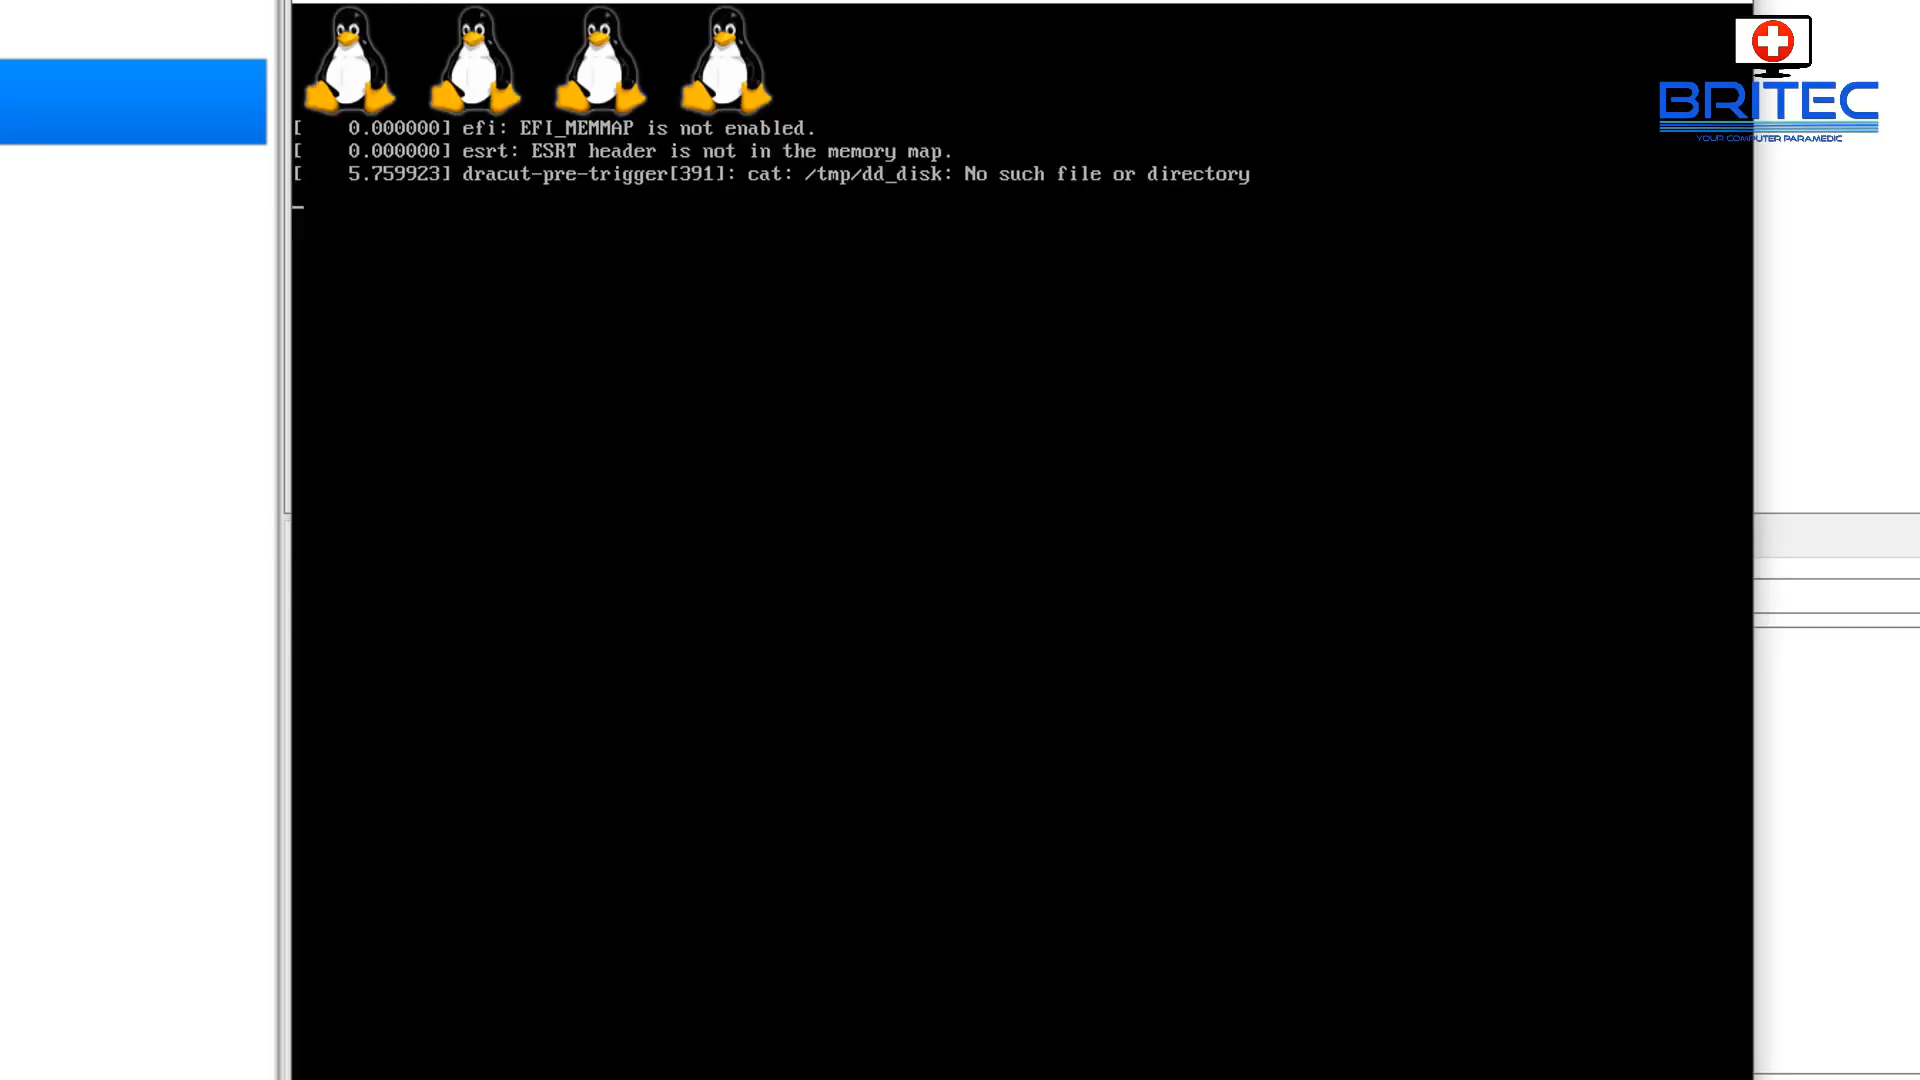 BRITEC
YOUR COMPUTER PARAMEDIC
[    0.000000] efi: EFI_MEMMAP is not enabled.
[    0.000000] esrt: ESRT header is not in the memory map.
[    5.759923] dracut-pre-trigger[391]: cat: /tmp/dd_disk: No such file or directory